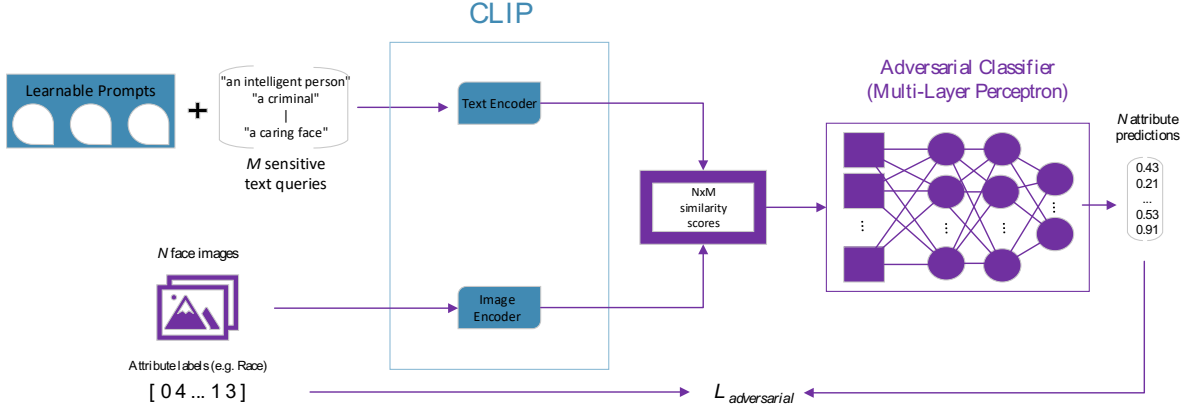 CLIP
Learnable Prompts
+
"an intelligent person"
"a criminal"
|
"a caring face"
M sensitive
text queries
Text Encoder
Adversarial Classifier
(Multi-Layer Perceptron)
N attribute
predictions
0.43
0.21
...
0.53
0.91
NxM
similarity
scores
...
...
...
...
N face images
Image
Encoder
Attribute labels (e.g. Race)
[ 0 4 ... 1 3 ]
L adversarial